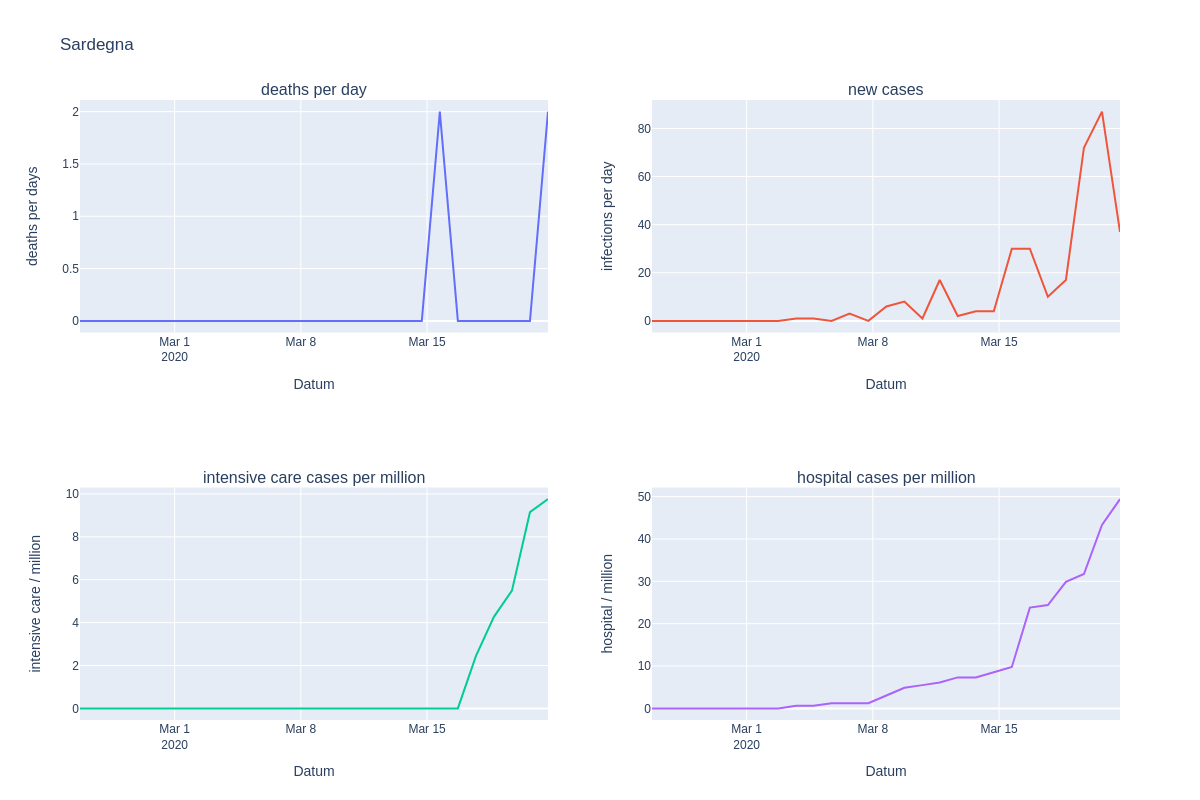 Sardegna
deaths per day
deaths per days
2
1.5
1
0.5
0
Mar 1
2020
Mar 8
Mar 15
Datum
new cases
infections per day
80
60
40
20
0
Mar 1
2020
Mar 8
Mar 15
Datum
intensive care cases per million
intensive care / million
10
8
6
4
2
0
Mar 1
2020
Mar 8
Mar 15
Datum
hospital cases per million
hospital / million
50
40
30
20
10
0
Mar 1
2020
Mar 8
Mar 15
Datum